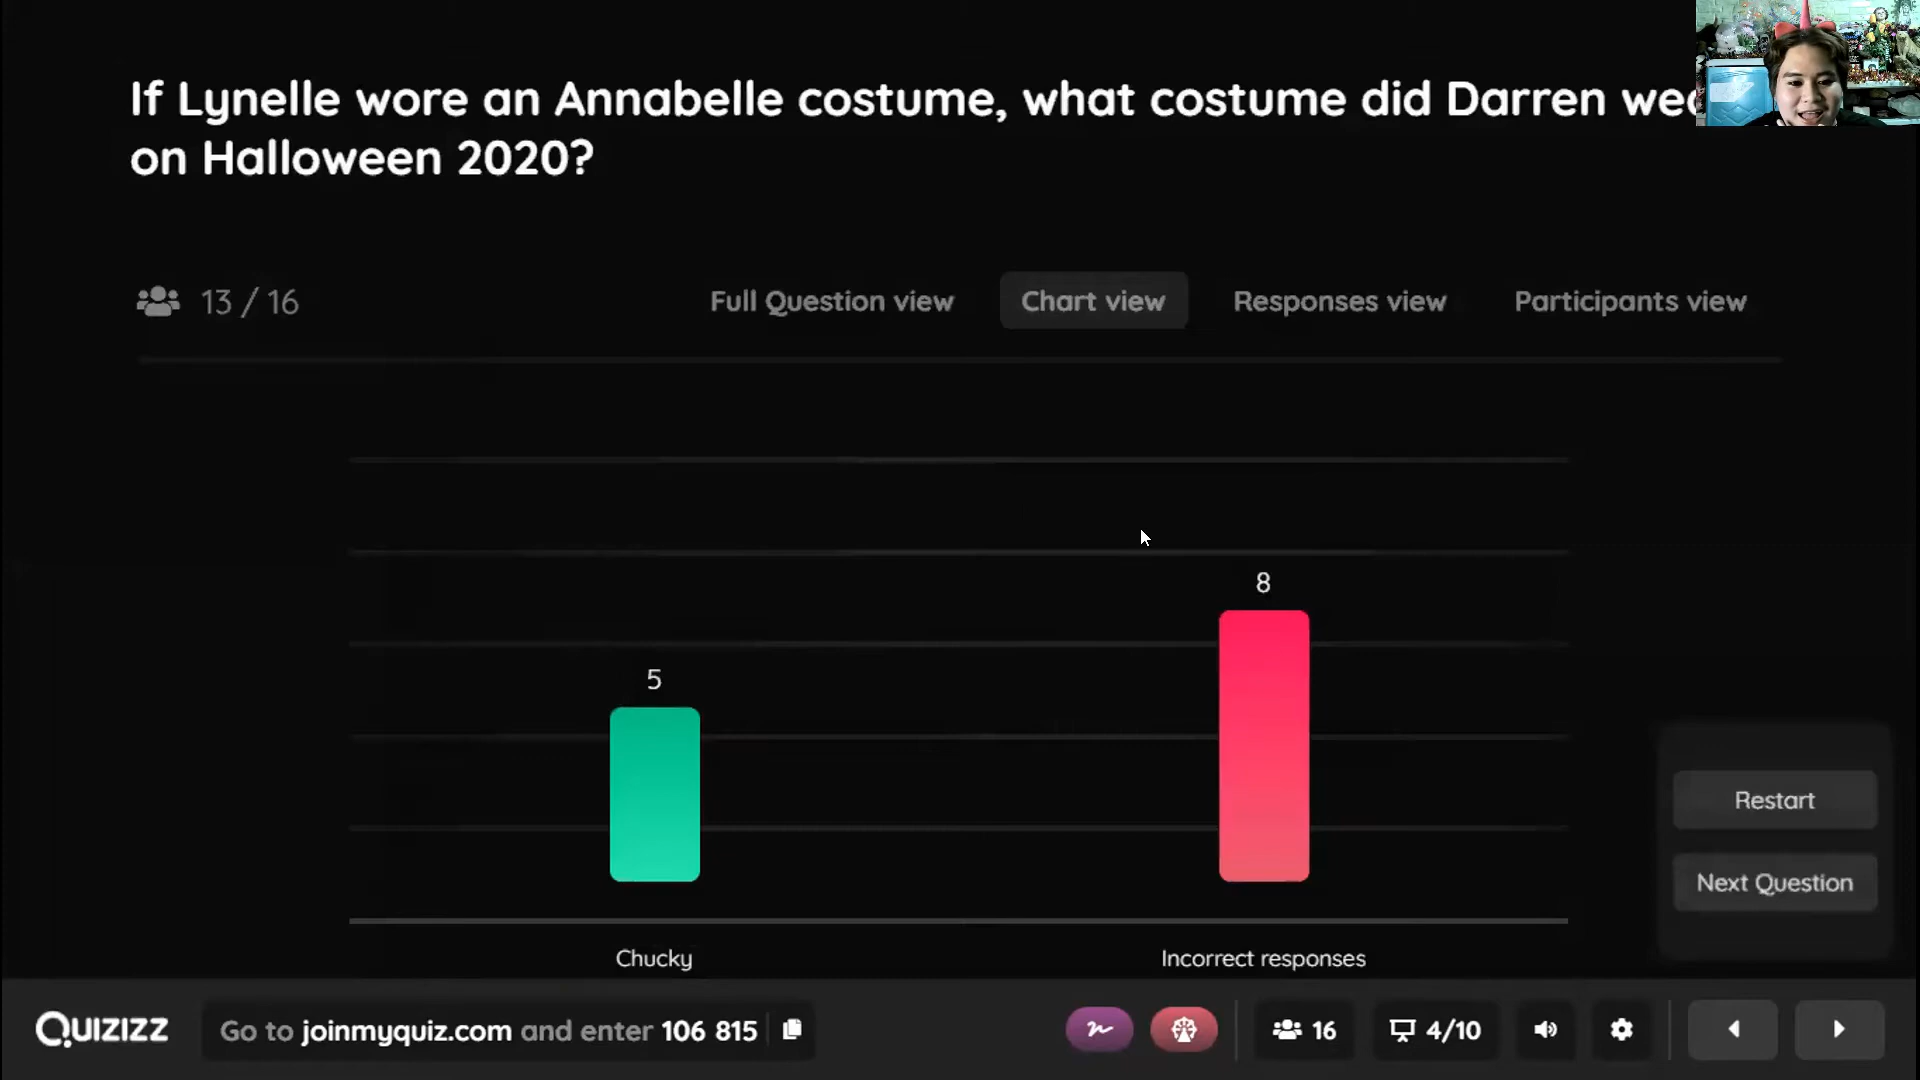 If Lynelle wore an Annabelle costume, what costume did Darren
on Halloween 2020?
13 / 16
Full Question view
Chart view
Responses view
Participants view
8
5
Restart
Next Question
Chucky
Incorrect responses
QUIZIZZ
Go to joinmyquiz.com and enter 106 815
16
4/10